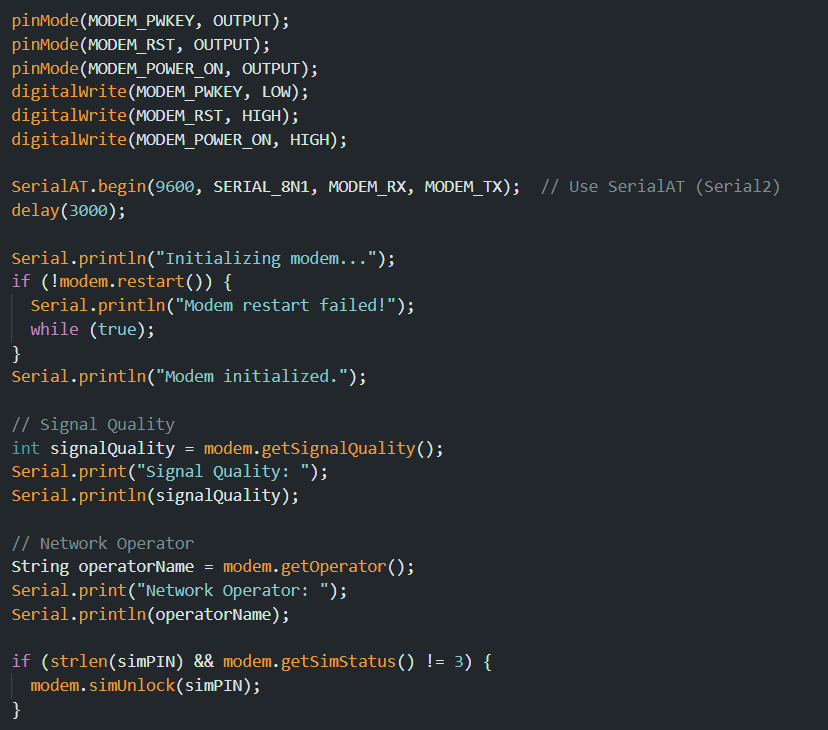 pinMode(MODEM_PWKEY, OUTPUT);
pinMode(MODEM_RST, OUTPUT);
pinMode(MODEM_POWER_ON, OUTPUT);
digitalWrite(MODEM_PWKEY, LOW);
digitalWrite(MODEM_RST, HIGH);
digitalWrite(MODEM_POWER_ON, HIGH);

SerialAT.begin(9600, SERIAL_8N1, MODEM_RX, MODEM_TX);  // Use SerialAT (Serial2)
delay(3000);

Serial.println("Initializing modem...");
if (!modem.restart()) {
  Serial.println("Modem restart failed!");
  while (true);
}
Serial.println("Modem initialized.");

// Signal Quality
int signalQuality = modem.getSignalQuality();
Serial.print("Signal Quality: ");
Serial.println(signalQuality);

// Network Operator
String operatorName = modem.getOperator();
Serial.print("Network Operator: ");
Serial.println(operatorName);

if (strlen(simPIN) && modem.getSimStatus() != 3) {
  modem.simUnlock(simPIN);
}